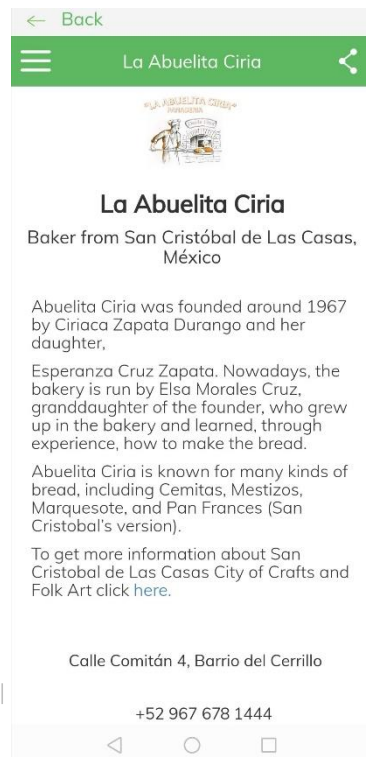 Back
La Abuelita Ciria
"LA ABUELITA CIRIA"
PANADERIA
La Abuelita Ciria
Baker from San Cristóbal de Las Casas,
México
Abuelita Ciria was founded around 1967
by Ciriaca Zapata Durango and her
daughter,
Esperanza Cruz Zapata. Nowadays, the
bakery is run by Elsa Morales Cruz,
granddaughter of the founder, who grew
up in the bakery and learned, through
experience, how to make the bread.
Abuelita Ciria is known for many kinds of
bread, including Cemitas, Mestizos,
Marquesote, and Pan Frances (San
Cristobal's version).
To get more information about San
Cristobal de Las Casas City of Crafts and
Folk Art click here.
Calle Comitán 4, Barrio del Cerrillo
+52 967 678 1444